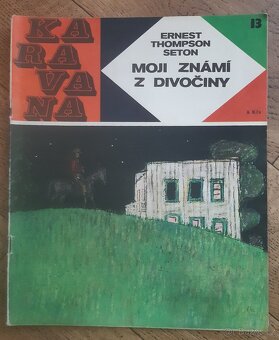 KA
RA
VA
NA
13
ERNEST
THOMPSON
SETON
MOJI ZNÁMÍ
Z DIVOČINY